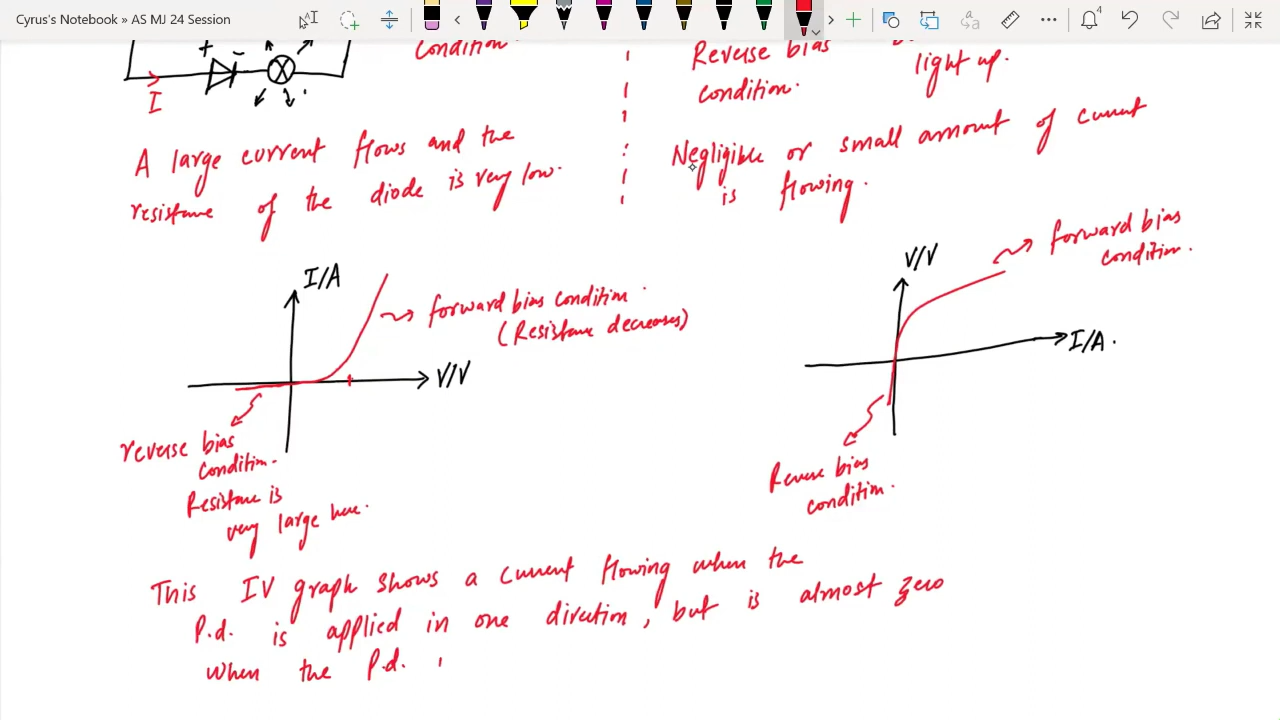 Cyrus's Notebook » AS MJ 24 Session
Condition.
I
+ -
A large current flows and the
resistance of the diode is very low.
Reverse bias
condition.
light up.
Negligible or small amount of current
is flowing.
I/A
V/V
forward bias condition
(Resistance decreases)
reverse bias
condition.
Resistance is
very large here.
V/V
I/A.
forward bias
condition.
Reverse bias
condition.
This IV graph shows a current flowing when the
P.d. is applied in one direction, but is almost zero
when the P.d.